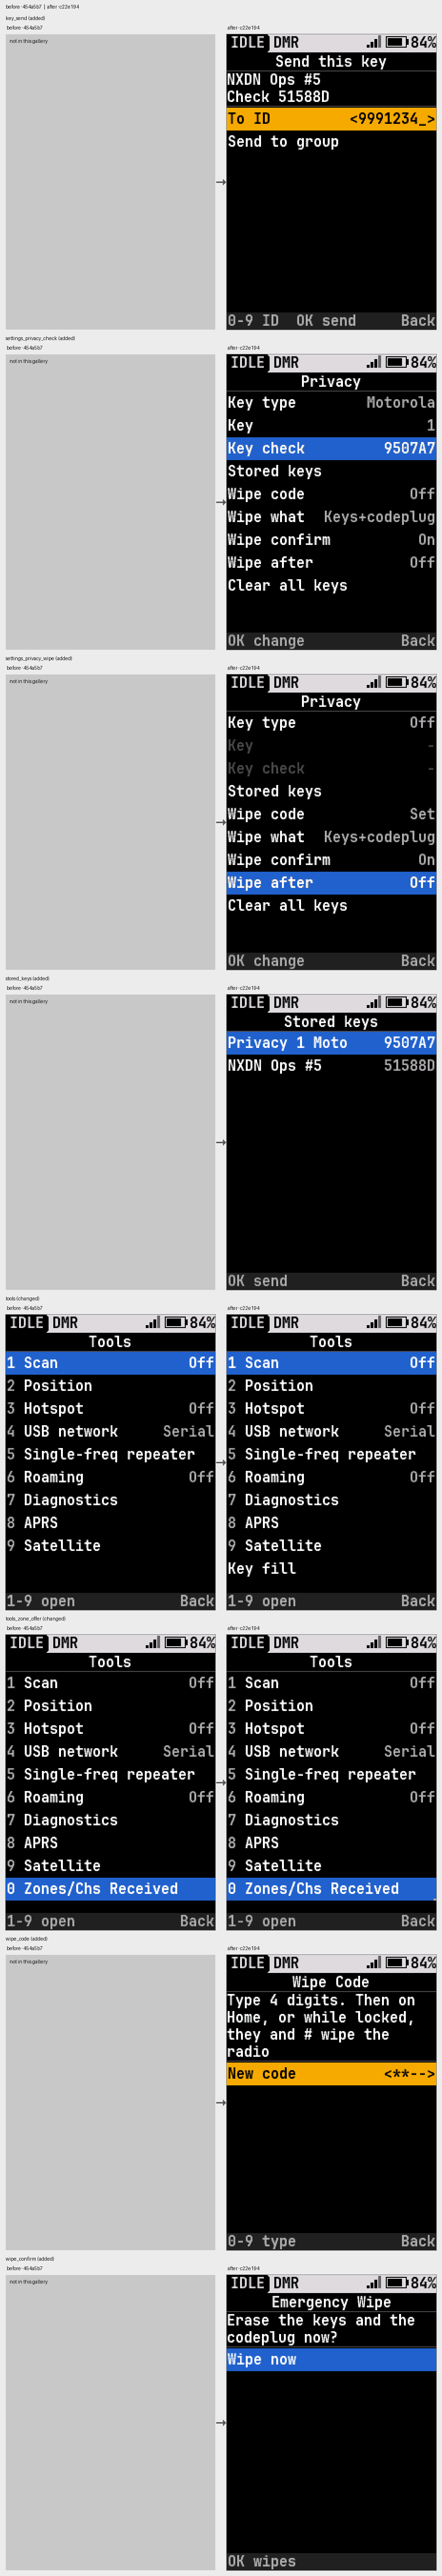 before · 454a5b7 | after · c22e194
key_send (added)
before · 454a5b7
after · c22e194
not in this gallery
IDLE DMR 84%
Send this key
NXDN Ops #5
Check 51588D
To ID <9991234_>
Send to group
→
0-9 ID OK send Back
settings_privacy_check (added)
before · 454a5b7
after · c22e194
not in this gallery
IDLE DMR 84%
Privacy
Key type Motorola
Key 1
Key check 9507A7
Stored keys
Wipe code Off
→
Wipe what Keys+codeplug
Wipe confirm On
Wipe after Off
Clear all keys
OK change Back
settings_privacy_wipe (added)
before · 454a5b7
after · c22e194
not in this gallery
IDLE DMR 84%
Privacy
Key type Off
Key -
Key check -
Stored keys
Wipe code Set
→
Wipe what Keys+codeplug
Wipe confirm On
Wipe after Off
Clear all keys
OK change Back
stored_keys (added)
before · 454a5b7
after · c22e194
not in this gallery
IDLE DMR 84%
Stored keys
Privacy 1 Moto 9507A7
NXDN Ops #5 51588D
→
OK send Back
tools (changed)
before · 454a5b7
IDLE DMR 84%
Tools
1 Scan Off
2 Position
3 Hotspot Off
4 USB network Serial
5 Single-freq repeater
6 Roaming Off
7 Diagnostics
8 APRS
9 Satellite
1-9 open Back
→
after · c22e194
IDLE DMR 84%
Tools
1 Scan Off
2 Position
3 Hotspot Off
4 USB network Serial
5 Single-freq repeater
6 Roaming Off
7 Diagnostics
8 APRS
9 Satellite
Key fill
1-9 open Back
tools_zone_offer (changed)
before · 454a5b7
IDLE DMR 84%
Tools
1 Scan Off
2 Position
3 Hotspot Off
4 USB network Serial
5 Single-freq repeater
6 Roaming Off
7 Diagnostics
8 APRS
9 Satellite
0 Zones/Chs Received
1-9 open Back
→
after · c22e194
IDLE DMR 84%
Tools
1 Scan Off
2 Position
3 Hotspot Off
4 USB network Serial
5 Single-freq repeater
6 Roaming Off
7 Diagnostics
8 APRS
9 Satellite
0 Zones/Chs Received
1-9 open Back
wipe_code (added)
before · 454a5b7
after · c22e194
not in this gallery
IDLE DMR 84%
Wipe Code
Type 4 digits. Then on
Home, or while locked,
they and # wipe the
radio
New code <**-->
→
0-9 type Back
wipe_confirm (added)
before · 454a5b7
after · c22e194
not in this gallery
IDLE DMR 84%
Emergency Wipe
Erase the keys and the
codeplug now?
Wipe now
→
OK wipes